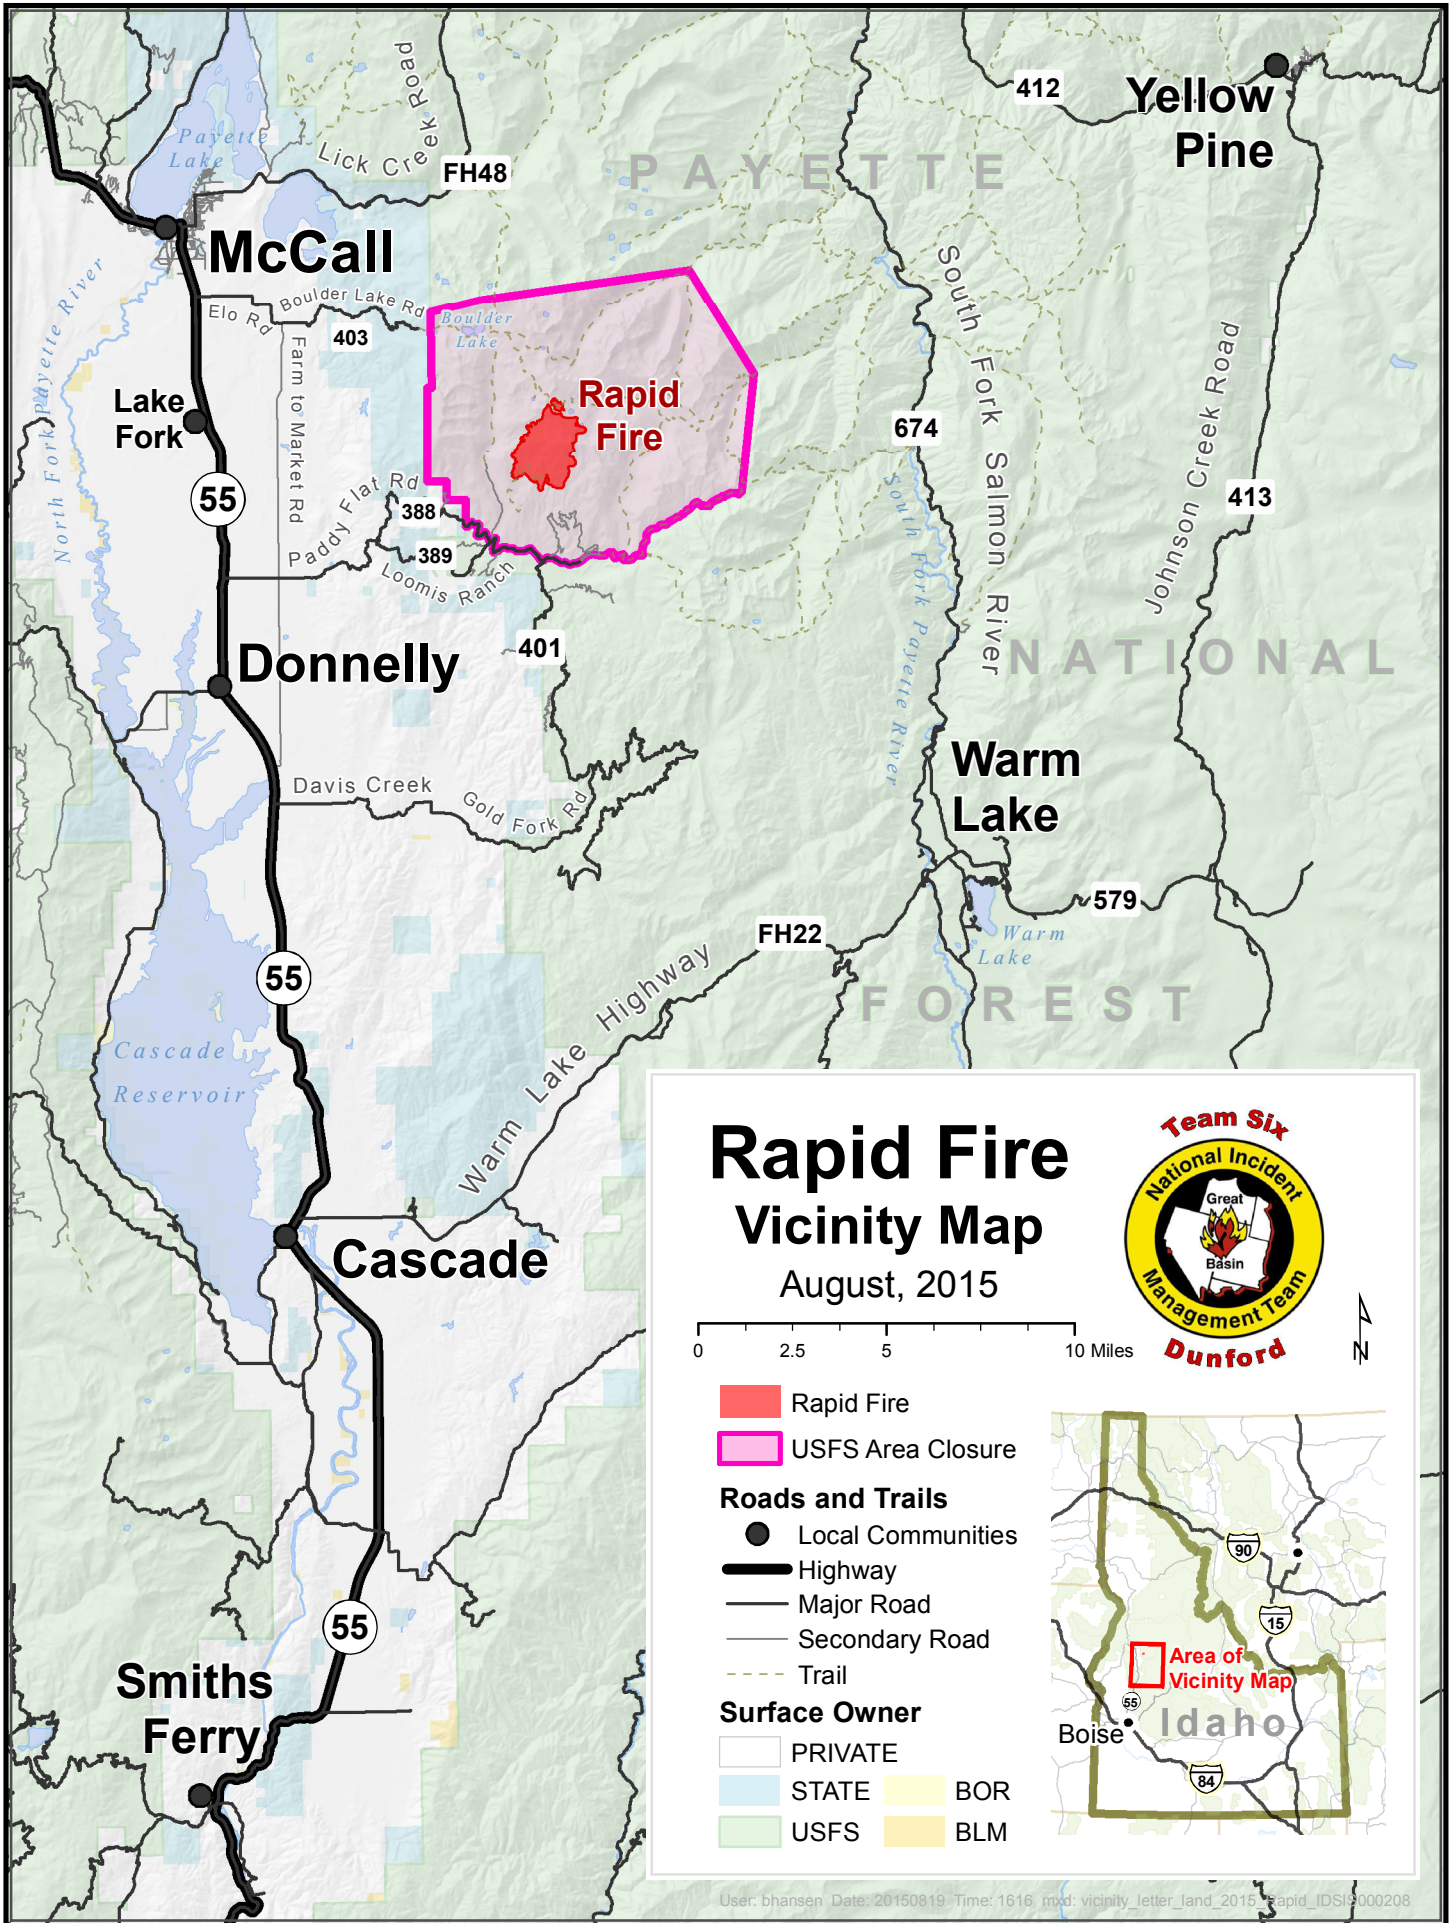 Payette
Lake
Lick Creek Road
FH48
412
Yellow
Pine
PAYETTE
McCall
North Fork Payette River
Elo Rd
Boulder Lake Rd
403
Boulder
Lake
Farm to Market Rd
Lake
Fork
55
Rapid
Fire
674
South Fork Salmon River
South Fork Payette River
Johnson Creek Road
413
Paddy Flat Rd
388
389
Loomis Ranch
401
Donnelly
NATIONAL
Warm
Lake
Davis Creek
Gold Fork Rd
579
FH22
Warm
Lake
55
Warm Lake Highway
FOREST
Cascade
Reservoir
Cascade
55
Smiths
Ferry
Rapid Fire
Vicinity Map
August, 2015
Team Six
National Incident
Great
Basin
Management Team
Dunford
0 2.5 5 10 Miles
N
Rapid Fire
USFS Area Closure
Roads and Trails
Local Communities
Highway
Major Road
Secondary Road
Trail
Surface Owner
PRIVATE
STATE BOR
USFS BLM
90
15
Area of
Vicinity Map
55
Boise
Idaho
84
User: bhansen Date: 20150819 Time: 1616 mxd: vicinity_letter_land_2015_Rapid_IDSIS000208